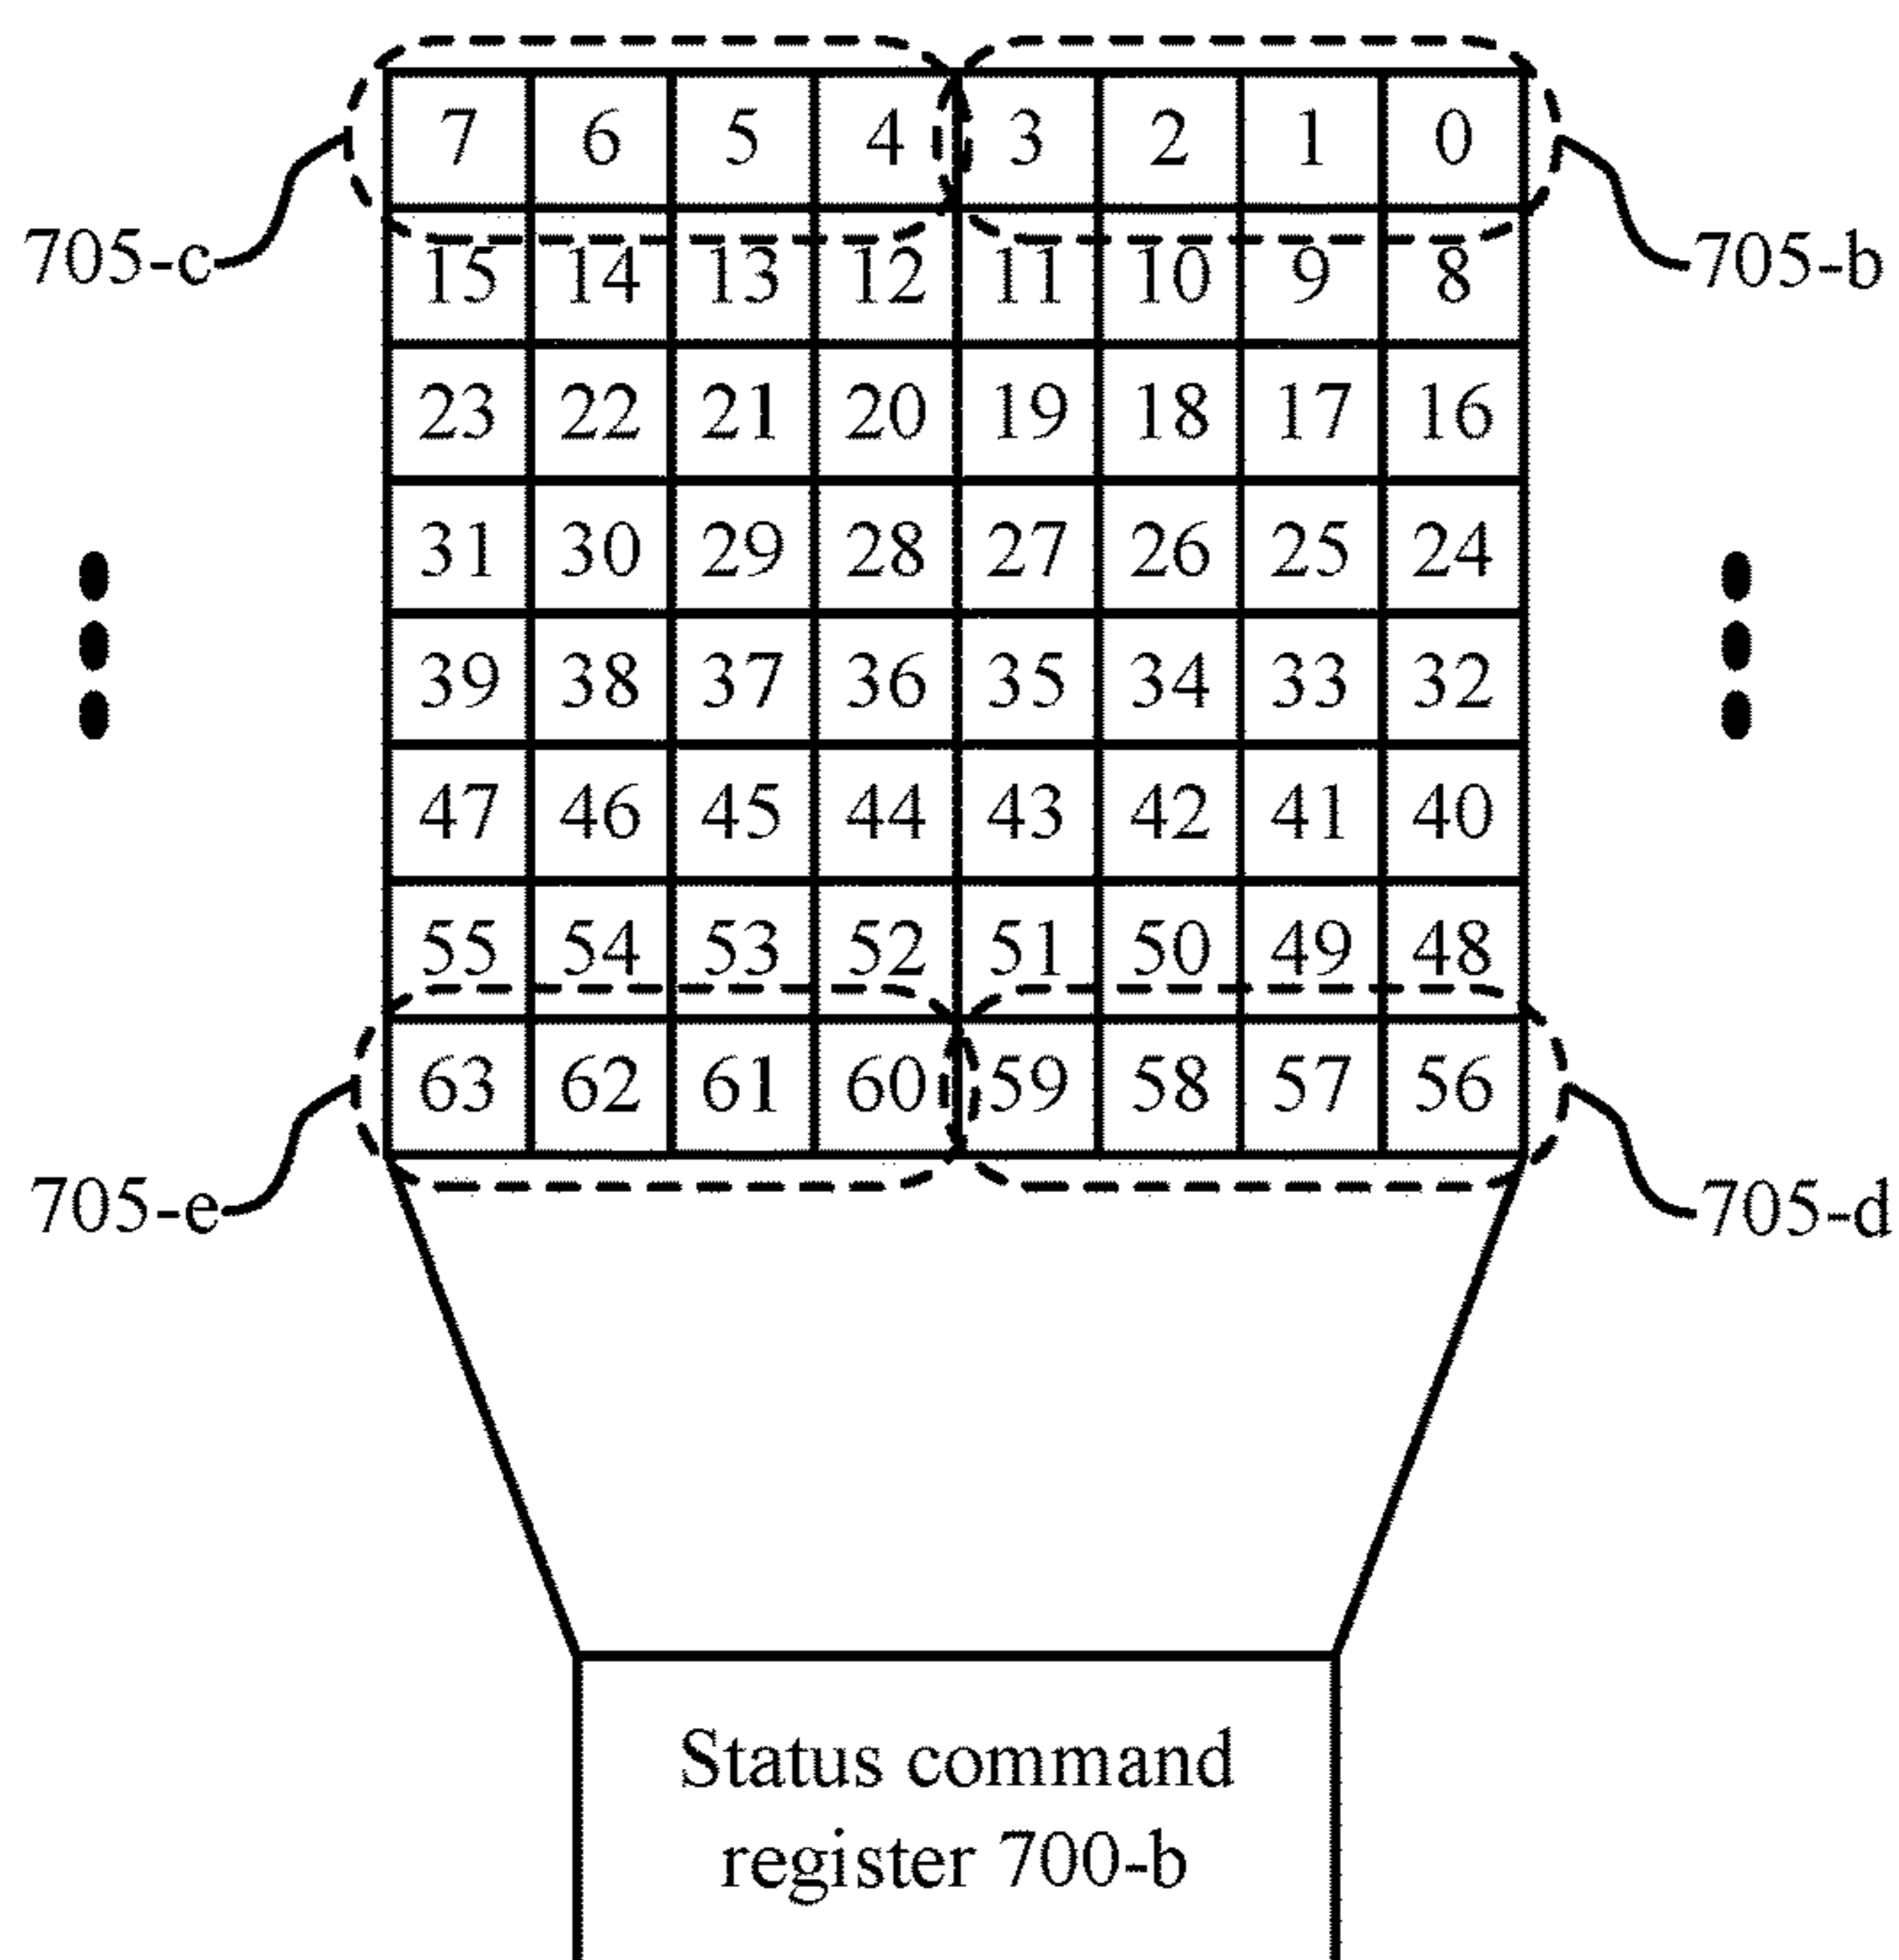 7 6 5 4 3 2 1 0
705-c 15 14 13 12 11 10 9 8 705-b
23 22 21 20 19 18 17 16
31 30 29 28 27 26 25 24
39 38 37 36 35 34 33 32
47 46 45 44 43 42 41 40
55 54 53 52 51 50 49 48
63 62 61 60 59 58 57 56
705-e 705-d
Status command
register 700-b